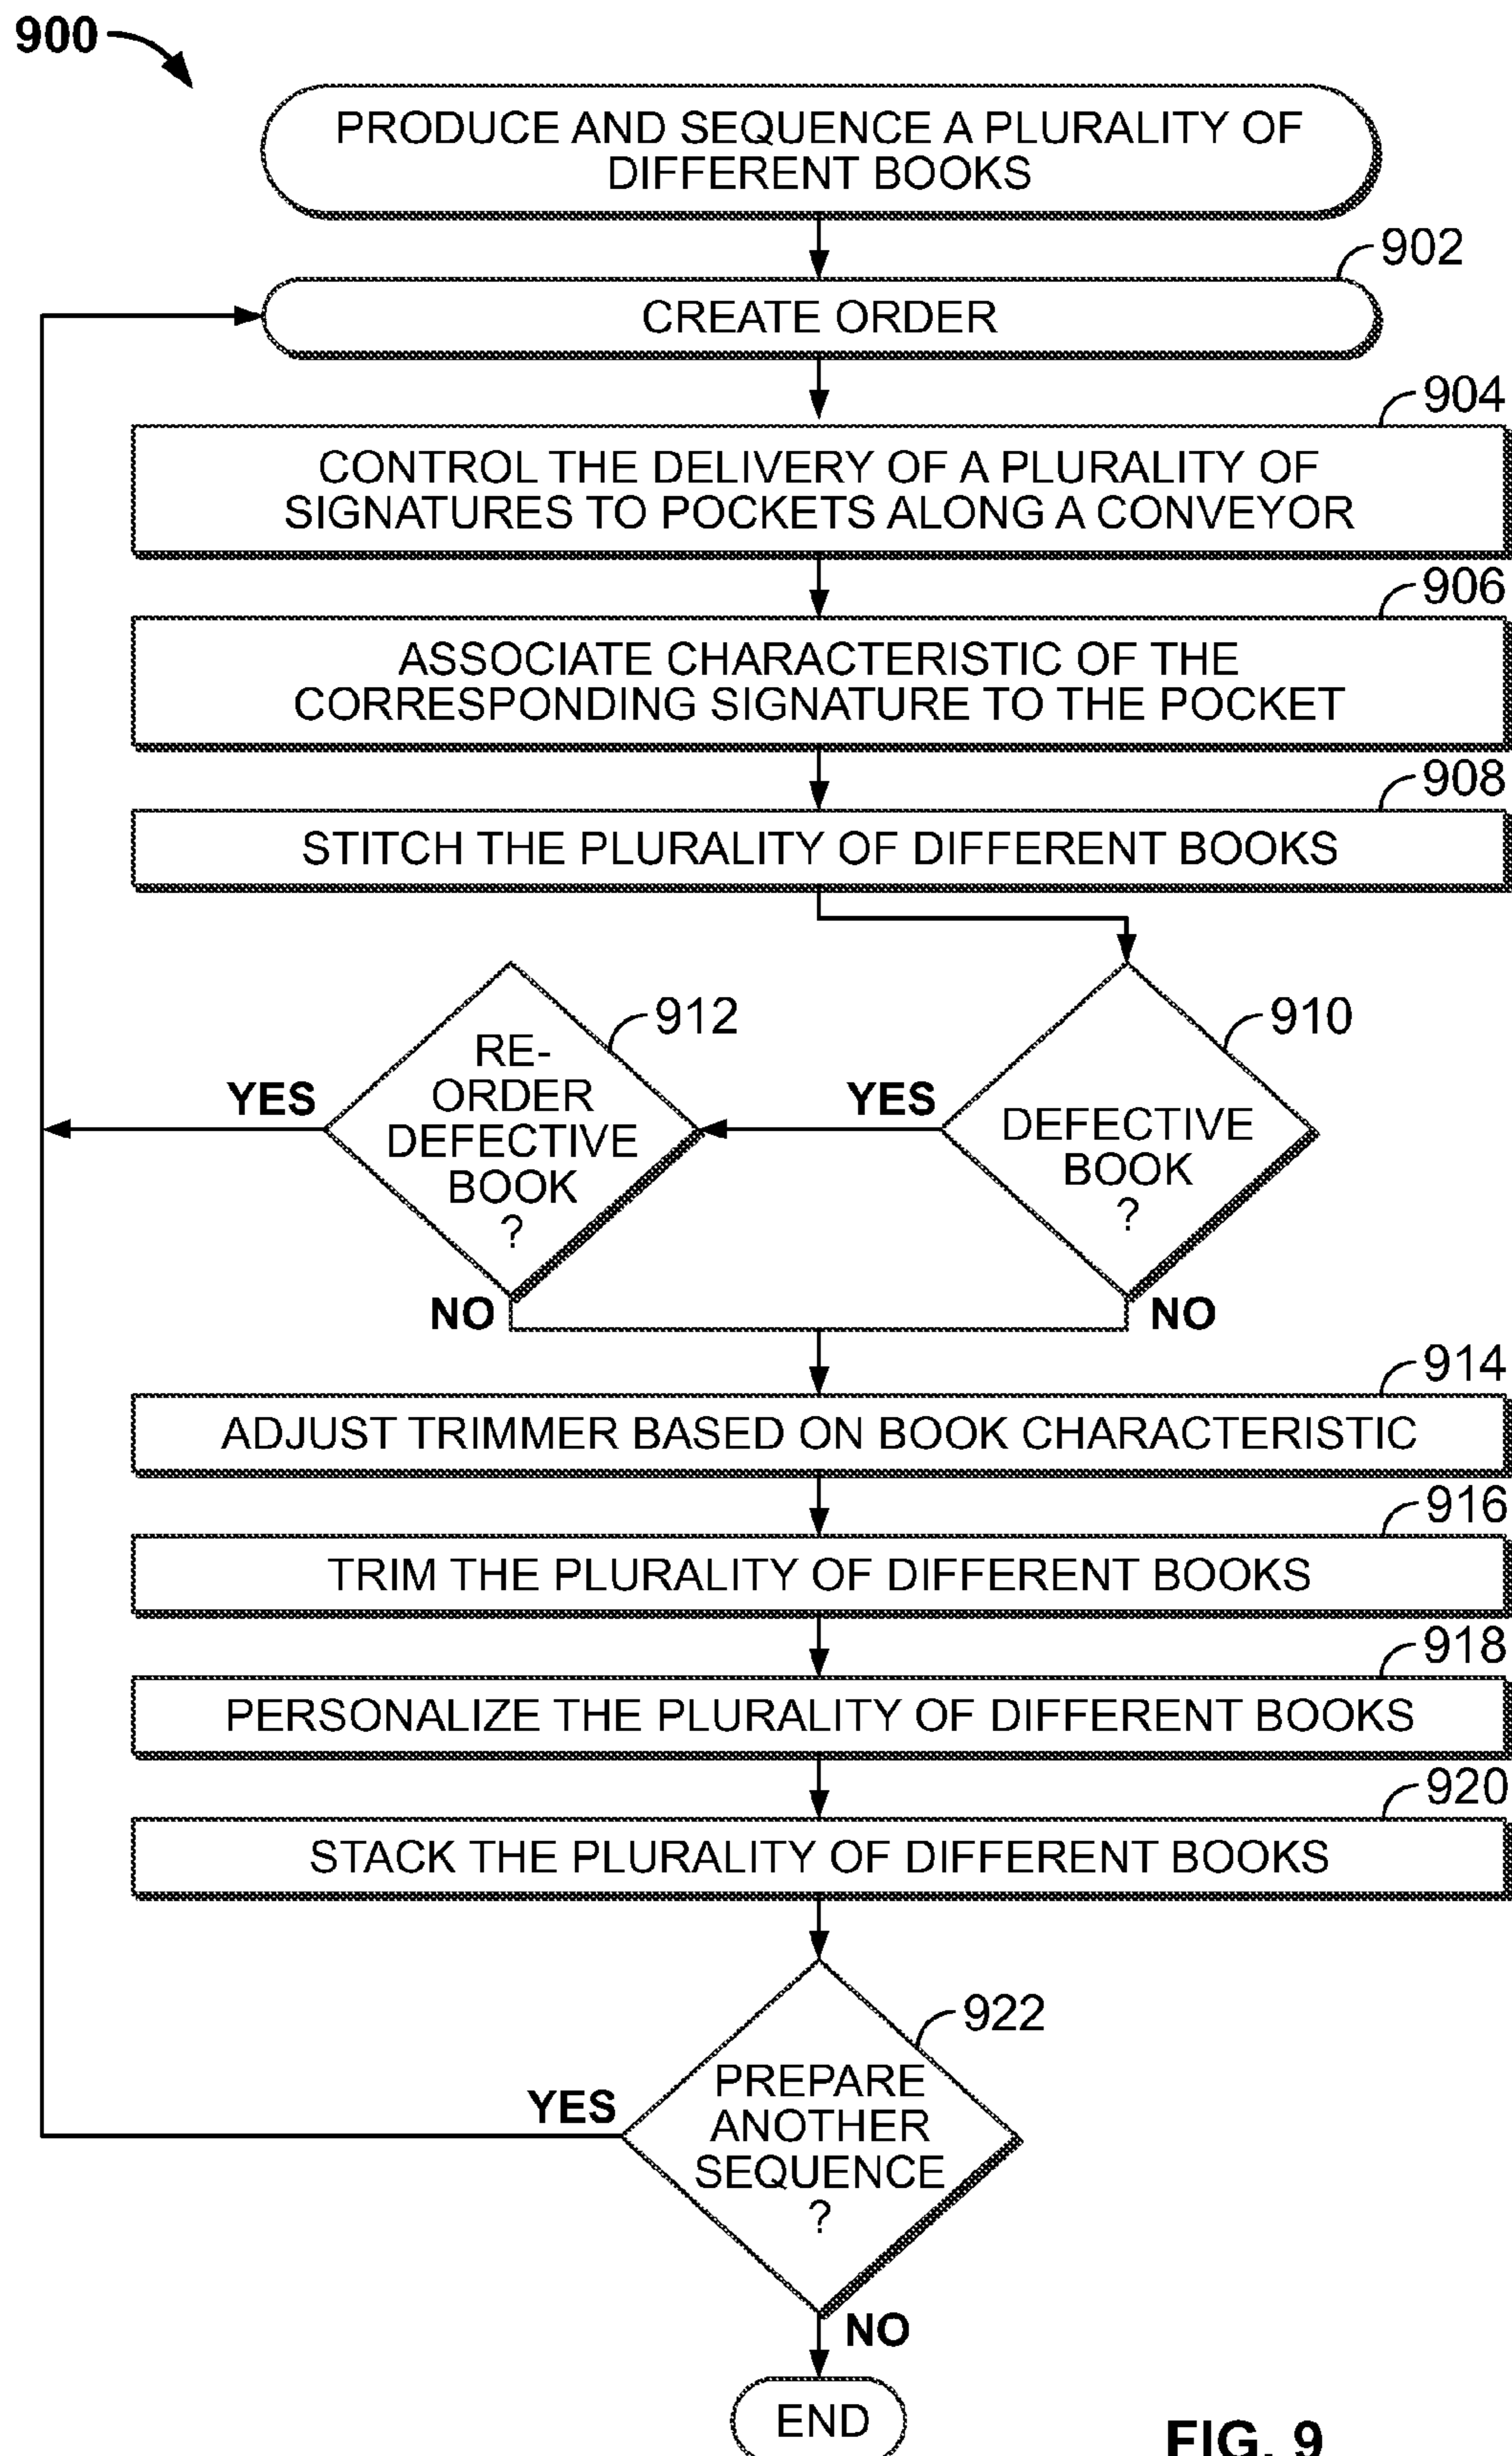 900
PRODUCE AND SEQUENCE A PLURALITY OF
DIFFERENT BOOKS
902
CREATE ORDER
904
CONTROL THE DELIVERY OF A PLURALITY OF
SIGNATURES TO POCKETS ALONG A CONVEYOR
906
ASSOCIATE CHARACTERISTIC OF THE
CORRESPONDING SIGNATURE TO THE POCKET
908
STITCH THE PLURALITY OF DIFFERENT BOOKS
910
DEFECTIVE
BOOK
?
YES
NO
912
RE-
ORDER
DEFECTIVE
BOOK
?
YES
NO
914
ADJUST TRIMMER BASED ON BOOK CHARACTERISTIC
916
TRIM THE PLURALITY OF DIFFERENT BOOKS
918
PERSONALIZE THE PLURALITY OF DIFFERENT BOOKS
920
STACK THE PLURALITY OF DIFFERENT BOOKS
922
PREPARE
ANOTHER
SEQUENCE
?
YES
NO
END
FIG. 9